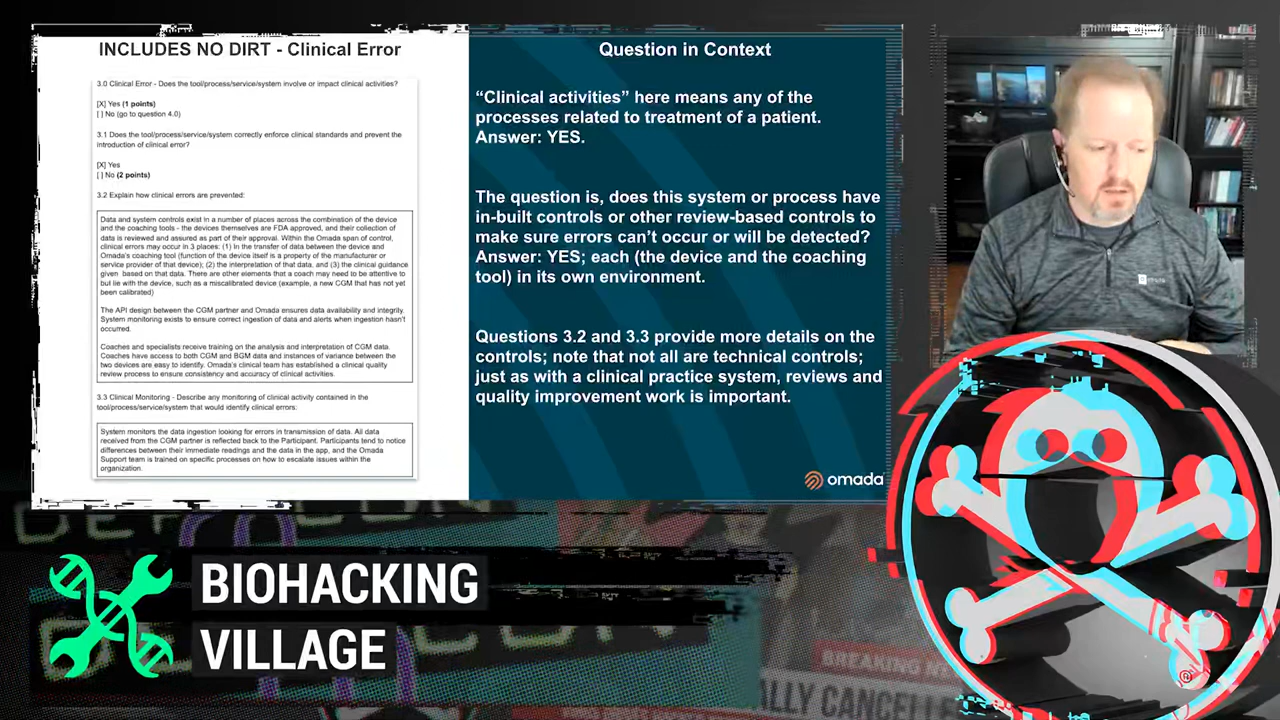 INCLUDES NO DIRT - Clinical Error
3.0 Clinical Error - Does the tool/process/service/system involve or impact clinical activities?
[X] Yes (1 points)
[ ] No (go to question 4.0)
3.1 Does the tool/process/service/system correctly enforce clinical standards and prevent the
introduction of clinical error?
[X] Yes
[ ] No (2 points)
3.2 Explain how clinical errors are prevented:
Data and system controls exist in a number of places across the combination of the device
and the coaching tools - the devices themselves are FDA approved, and their collection of
data is reviewed and assured as part of their approval. Within the Omada span of control,
clinical errors may occur in 3 places: (1) In the transfer of data between the device and
Omada's coaching tool (function of the device itself is a property of the manufacturer or
service provider of that device); (2) the interpretation of that data, and (3) the clinical guidance
given based on that data. There are other elements that a coach may need to be attentive to
but lie with the device, such as a miscalibrated device (example, a new CGM that has not yet
been calibrated)
The API design between the CGM partner and Omada ensures data availability and integrity.
System monitoring exists to ensure correct ingestion of data and alerts when ingestion hasn't
occurred.
Coaches and specialists receive training on the analysis and interpretation of CGM data.
Coaches have access to both CGM and BGM data and instances of variance between the
two devices are easy to identify. Omada's clinical team has established a clinical quality
review process to ensure consistency and accuracy of clinical activities.
3.3 Clinical Monitoring - Describe any monitoring of clinical activity contained in the
tool/process/service/system that would identify clinical errors:
System monitors the data ingestion looking for errors in transmission of data. All data
received from the CGM partner is reflected back to the Participant. Participants tend to notice
differences between their immediate readings and the data in the app, and the Omada
Support team is trained on specific processes on how to escalate issues within the
organization.
Question in Context
“Clinical activities” here means any of the
processes related to treatment of a patient.
Answer: YES.
The question is, does the system or process have
in-built controls or other view-based controls to
make sure errors can’t occur or will be detected?
Answer: YES; both the device and the coaching
tools in its own environment.
Question 3.2 and 3.3 allow more details on the
controls; note that not all are technical controls;
just as with a clinical practice system, reviews and
quality improvement work is important.
omada
BIOHACKING
VILLAGE
BREAKING NE